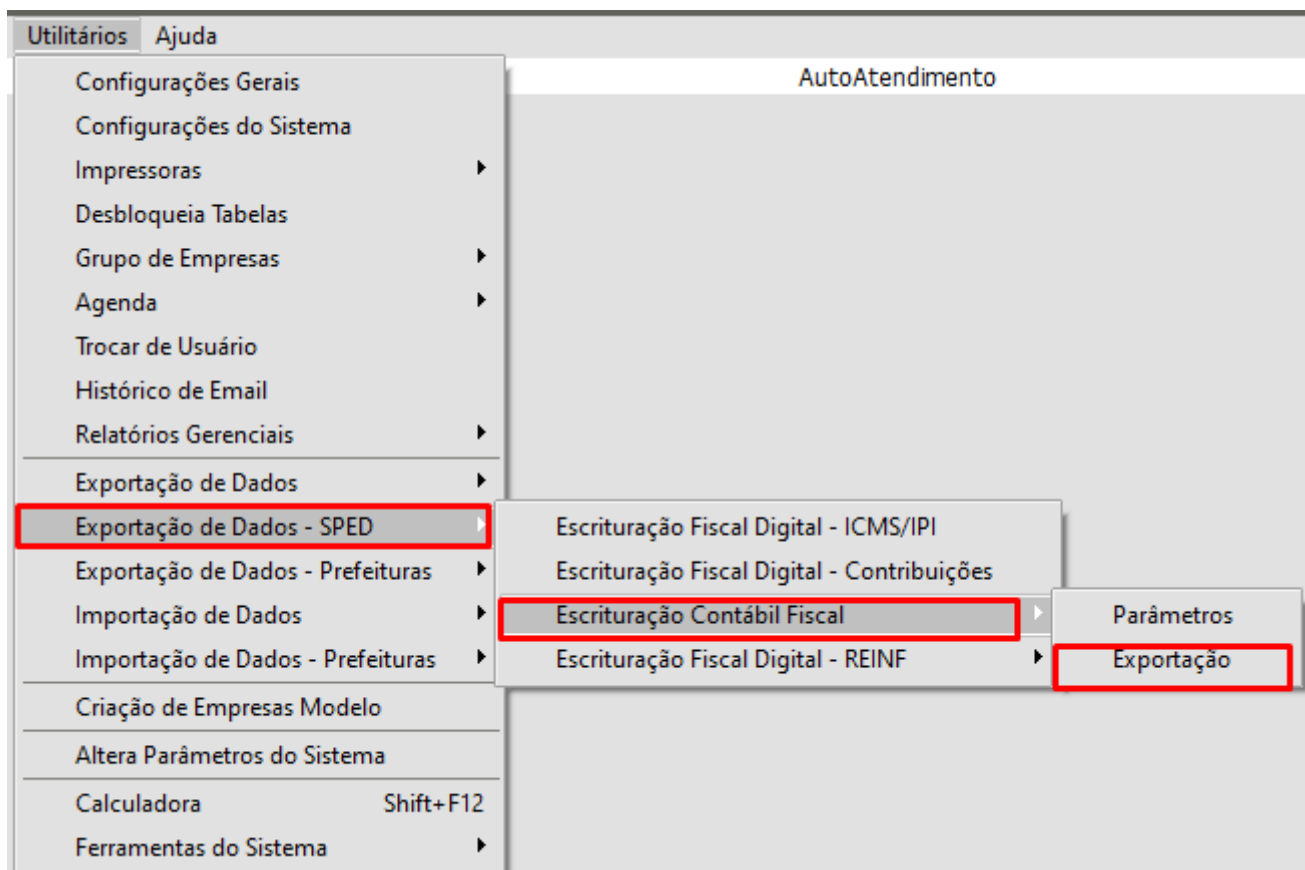 Utilitários Ajuda
AutoAtendimento
Configurações Gerais
Configurações do Sistema
Impressoras
Desbloqueia Tabelas
Grupo de Empresas
Agenda
Trocar de Usuário
Histórico de Email
Relatórios Gerenciais
Exportação de Dados
Exportação de Dados - SPED
Exportação de Dados - Prefeituras
Importação de Dados
Importação de Dados - Prefeituras
Criação de Empresas Modelo
Altera Parâmetros do Sistema
Calculadora Shift+F12
Ferramentas do Sistema
Escrituração Fiscal Digital - ICMS/IPI
Escrituração Fiscal Digital - Contribuições
Escrituração Contábil Fiscal
Escrituração Fiscal Digital - REINF
Parâmetros
Exportação